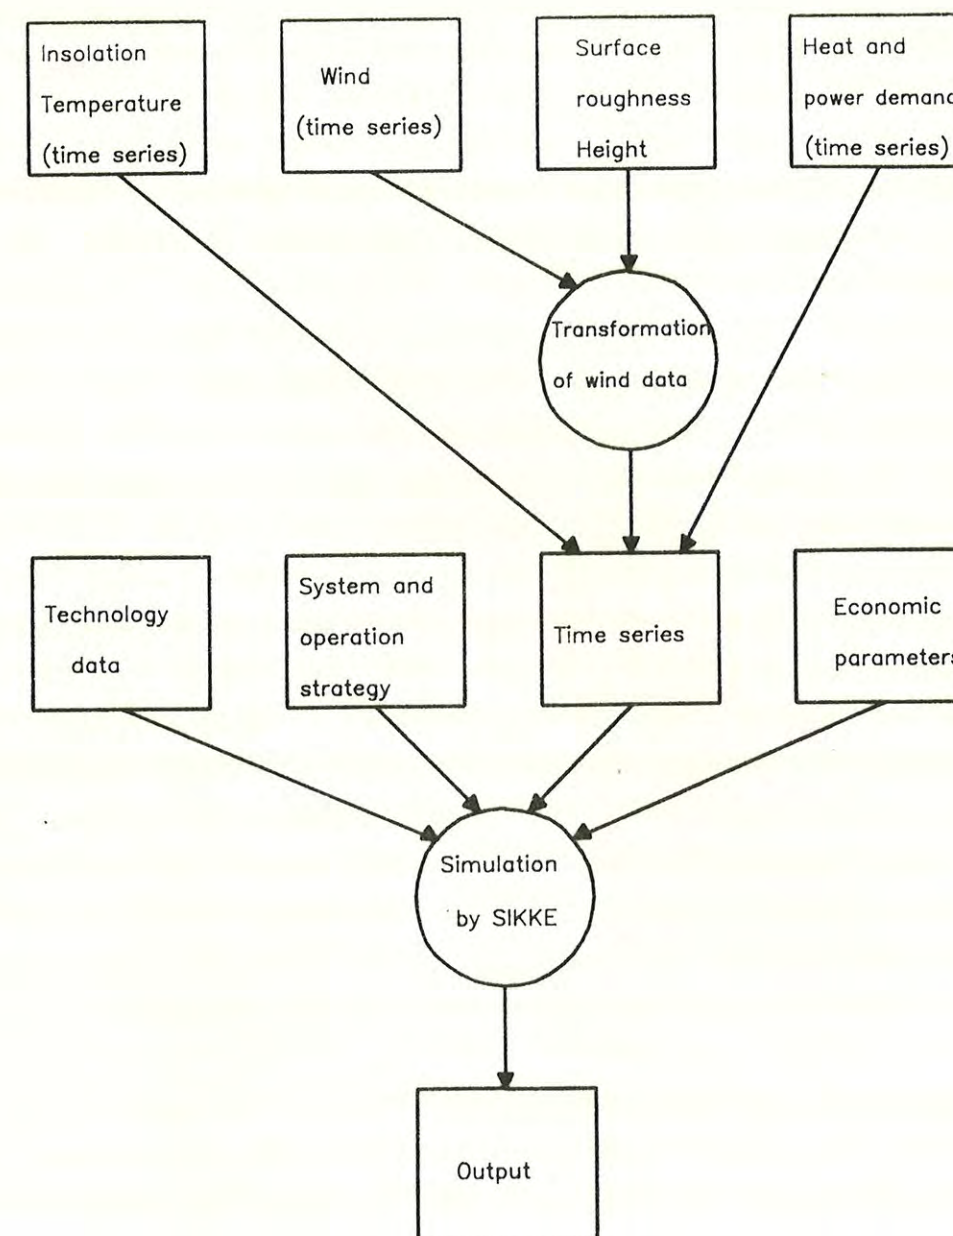 Insolation
Temperature
(time series)
Wind
(time series)
Surface
roughness
Height
Heat and
power demand
(time series)
Transformation
of wind data
Technology
data
System and
operation
strategy
Time series
Economic
parameters
Simulation
by SIKKE
Output